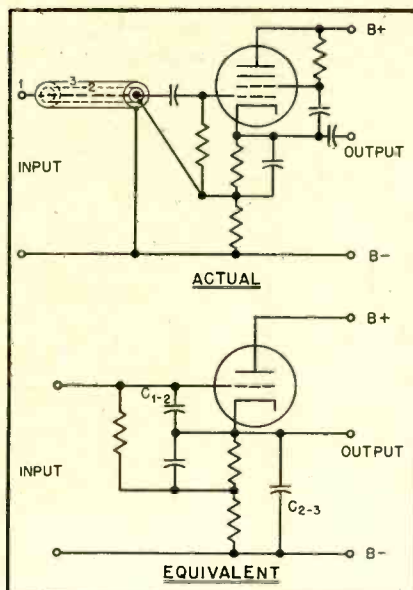 B+
1
3
2
OUTPUT
INPUT
B-
ACTUAL
B+
C1-2
INPUT
OUTPUT
C2-3
B-
EQUIVALENT